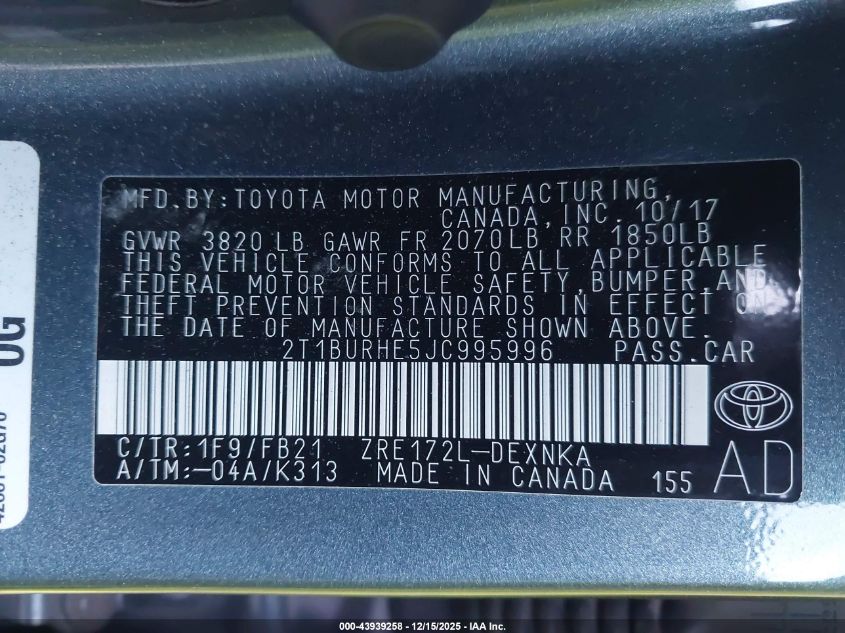 MFD.BY:TOYOTA MOTOR MANUFACTURING,
CANADA,INC. 10/17
GVWR 3820 LB GAWR FR 2070LB RR 1850LB
THIS VEHICLE CONFORMS TO ALL APPLICABLE
FEDERAL MOTOR VEHICLE SAFETY,BUMPER,AND
THEFT PREVENTION STANDARDS IN EFFECT ON
THE DATE OF MANUFACTURE SHOWN ABOVE.
2T1BURHE5JC995996 PASS.CAR
C/TR:1F9/FB21 ZRE172L-DEXNKA
A/TM:-04A/K313 MADE IN CANADA 155
AD
000-43939258 - 12/15/2025 - IAA Inc.